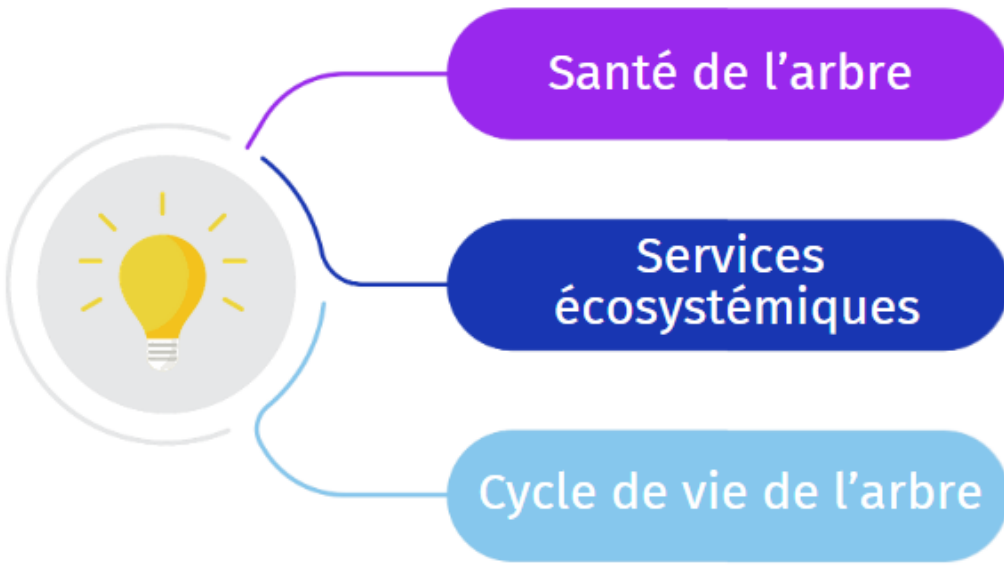 Santé de l’arbre
Services
écosystémiques
Cycle de vie de l’arbre